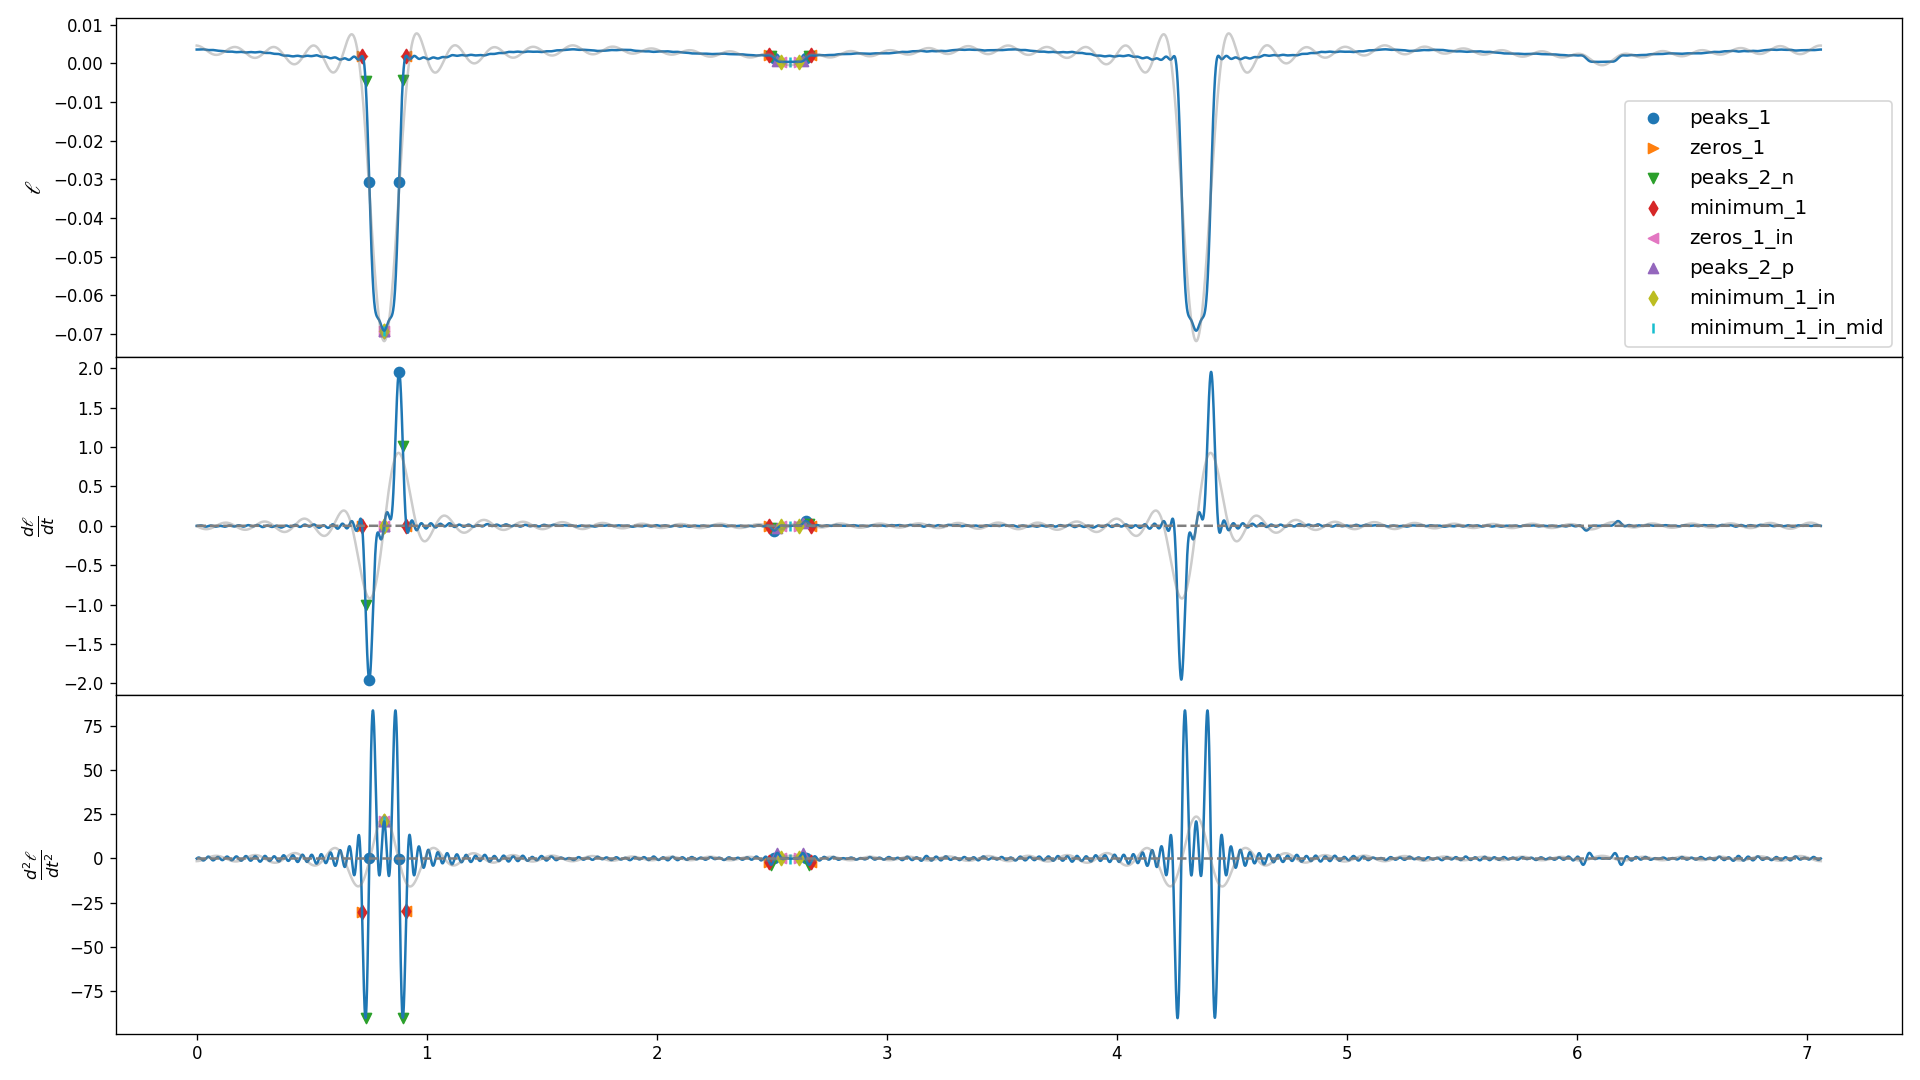 0.01
0.00
−0.01
−0.02
−0.03
−0.04
−0.05
−0.06
−0.07
ℓ
peaks_1
zeros_1
peaks_2_n
minimum_1
zeros_1_in
peaks_2_p
minimum_1_in
minimum_1_in_mid
2.0
1.5
1.0
0.5
0.0
−0.5
−1.0
−1.5
−2.0
dℓ
dt
75
50
25
0
−25
−50
−75
d²ℓ
dt²
0 1 2 3 4 5 6 7